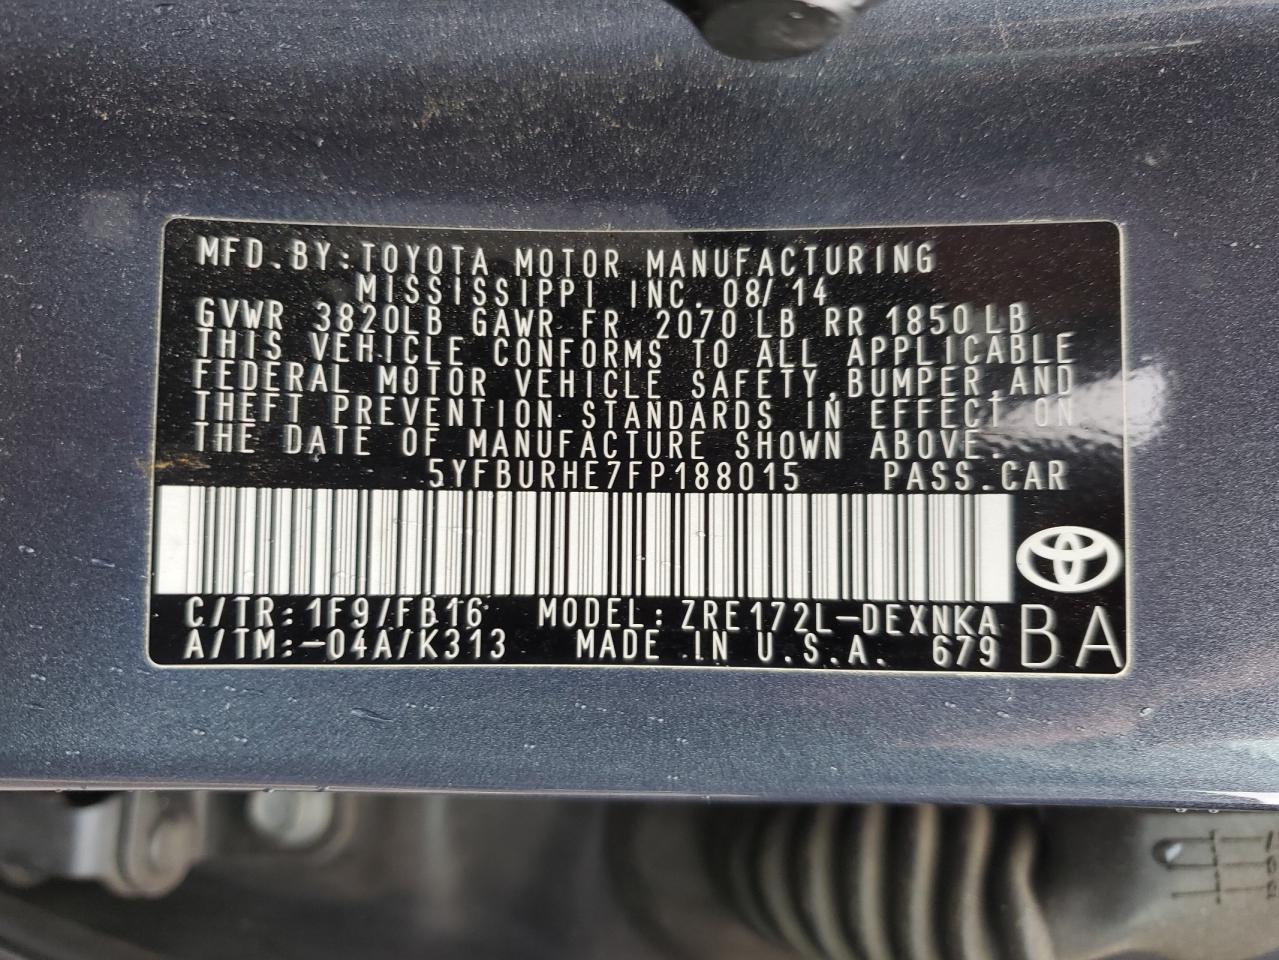 MFD.BY:TOYOTA MOTOR MANUFACTURING
MISSISSIPPI INC. 08/14
GVWR 3820LB GAWR FR 2070LB RR 1850LB
THIS VEHICLE CONFORMS TO ALL APPLICABLE
FEDERAL MOTOR VEHICLE SAFETY,BUMPER,AND
THEFT PREVENTION STANDARDS IN EFFECT ON
THE DATE OF MANUFACTURE SHOWN ABOVE.
5YFBURHE7FP188015 PASS.CAR
C/TR:1F9/FB16 MODEL:ZRE172L-DEXNKA
A/TM:-04A/K313 MADE IN U.S.A. 679
BA